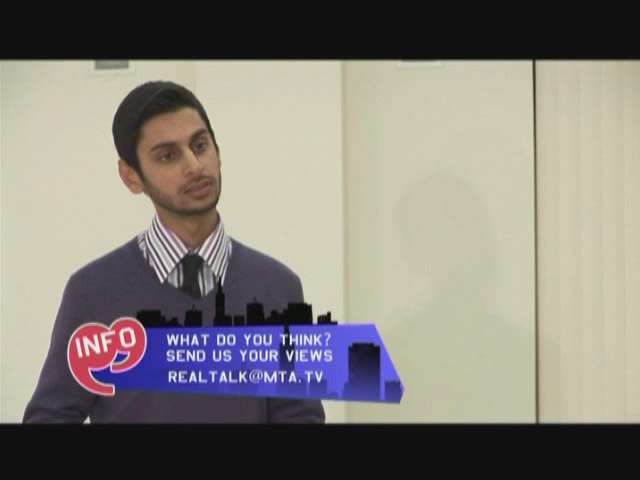 INFO
WHAT DO YOU THINK?
SEND US YOUR VIEWS
REALTALK@MTA.TV